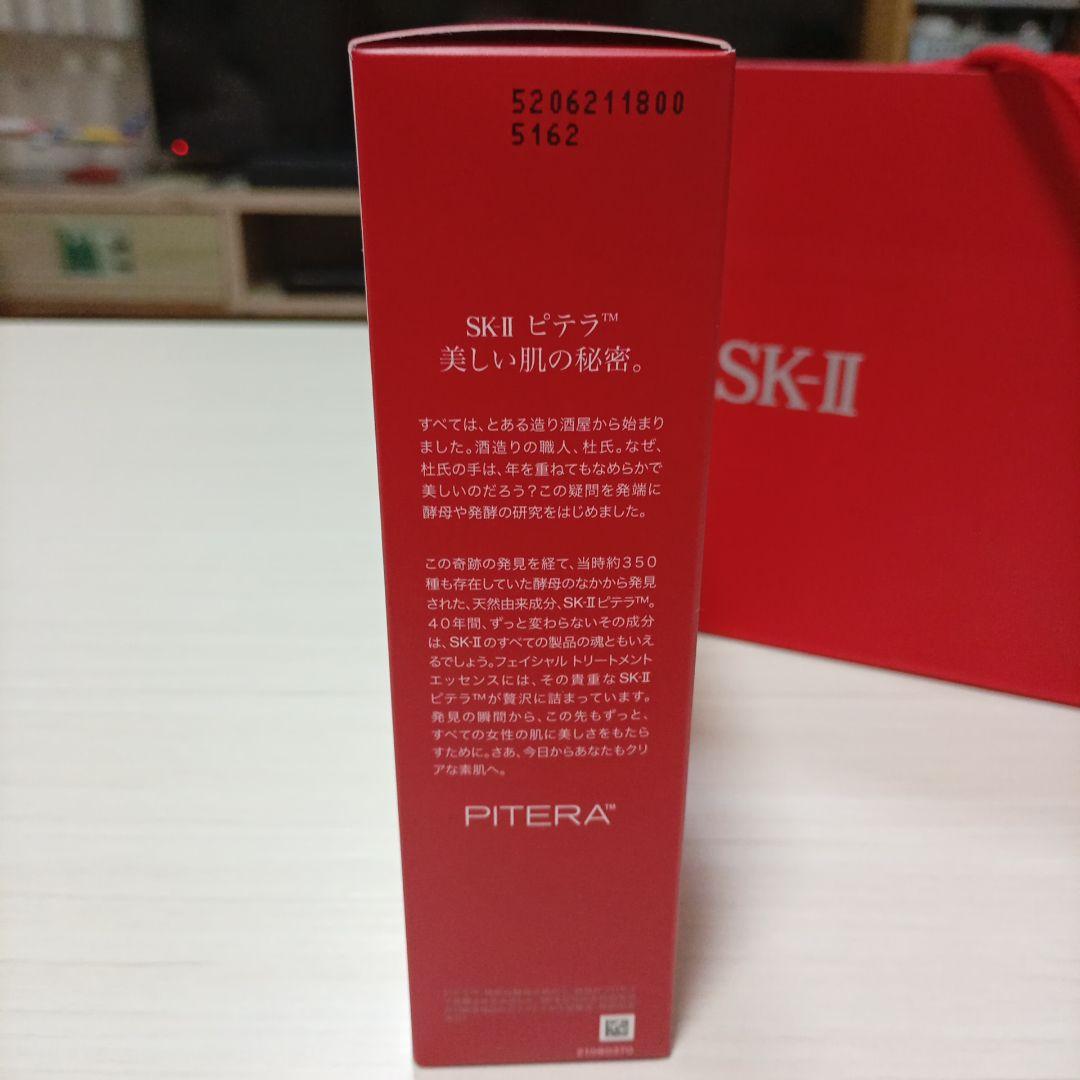 5206211800
5162
SK-II ピテラ™
美しい肌の秘密。
すべては、とある造り酒屋から始まり
ました。酒造りの職人、杜氏。なぜ、
杜氏の手は、年を重ねてもなめらかで
美しいのだろう?この疑問を発端に
酵母や発酵の研究をはじめました。
この奇跡の発見を経て、当時約350
種も存在していた酵母のなかから発見
された、天然由来成分、SK-IIピテラ™。
40年間、ずっと変わらないその成分
は、SK-IIのすべての製品の魂ともいえ
るでしょう。フェイシャル トリートメント
エッセンスには、その貴重なSK-II
ピテラ™が贅沢に詰まっています。
発見の瞬間から、この先もずっと、
すべての女性の肌に美しさをもたら
すために。さあ、今日からあなたもクリ
アな素肌へ。
PITERA™
SK-II